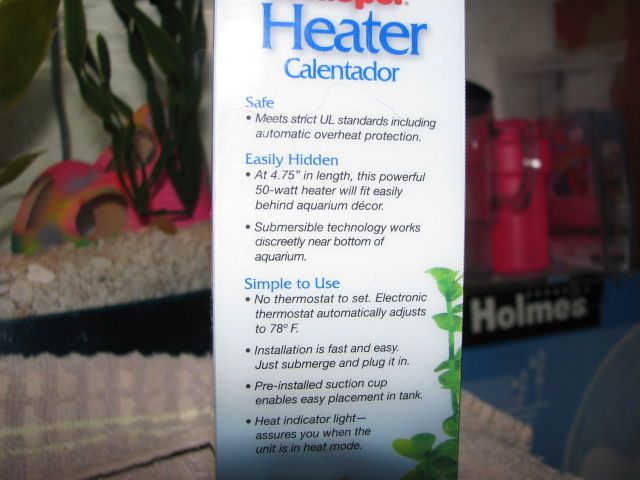 Heater
Calentador
Safe
• Meets strict UL standards including
automatic overheat protection.
Easily Hidden
• At 4.75" in length, this powerful
50-watt heater will fit easily
behind aquarium décor.
• Submersible technology works
discreetly near bottom of
aquarium.
Simple to Use
• No thermostat to set. Electronic
thermostat automatically adjusts
to 78º F.
• Installation is fast and easy.
Just submerge and plug it in.
• Pre-installed suction cup
enables easy placement in tank.
• Heat indicator light—
assures you when the
unit is in heat mode.
Holmes